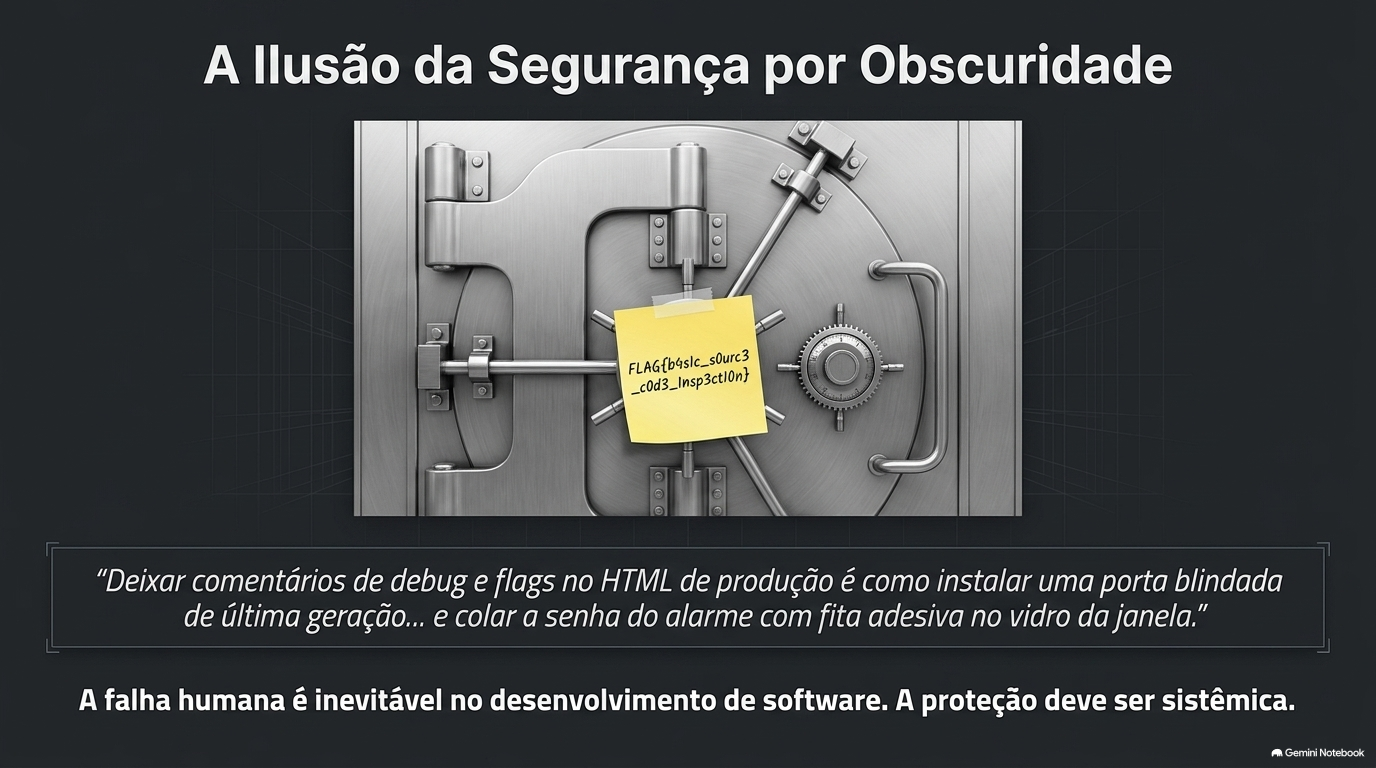 A Ilusão da Segurança por Obscuridade
FLAG{b4sIc_s0urc3
_c0d3_Insp3ctI0n}
“Deixar comentários de debug e flags no HTML de produção é como instalar uma porta blindada
de última geração... e colar a senha do alarme com fita adesiva no vidro da janela.”
A falha humana é inevitável no desenvolvimento de software. A proteção deve ser sistêmica.
Gemini Notebook